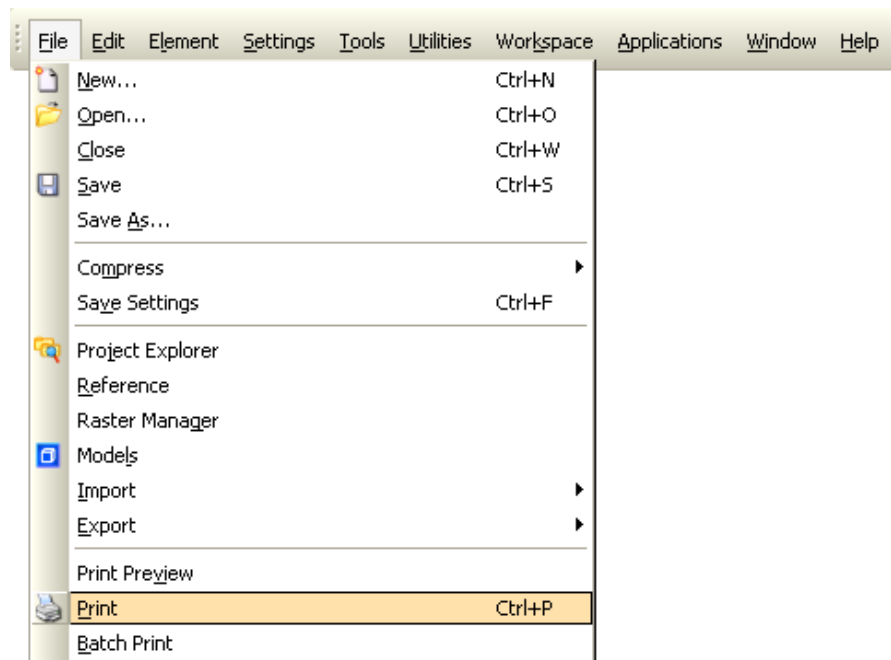 File Edit Element Settings Tools Utilities Workspace Applications Window Help
New... Ctrl+N
Open... Ctrl+O
Close Ctrl+W
Save Ctrl+S
Save As...
Compress
Save Settings Ctrl+F
Project Explorer
Reference
Raster Manager
Models
Import
Export
Print Preview
Print Ctrl+P
Batch Print